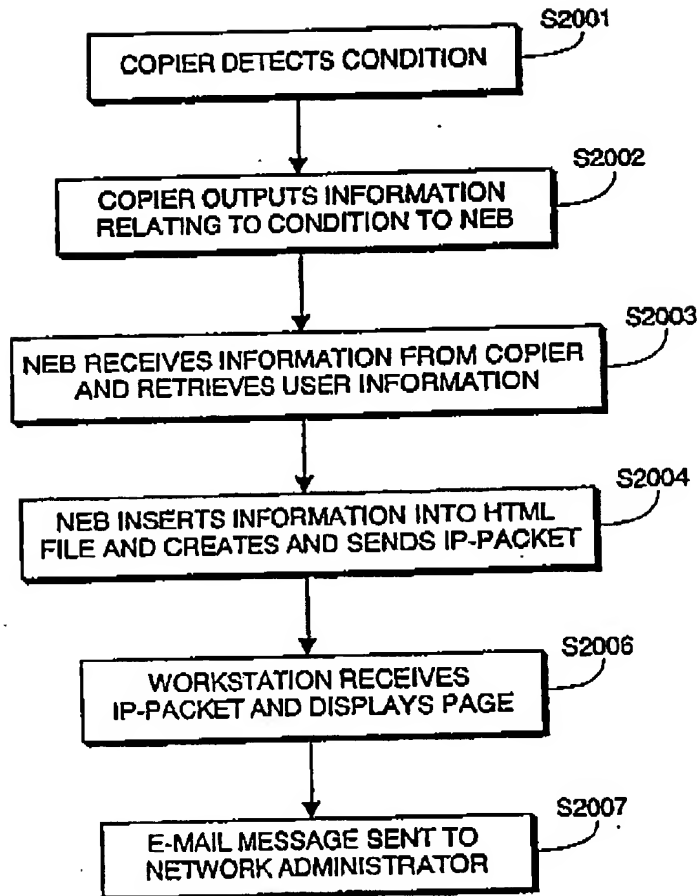 S2001
COPIER DETECTS CONDITION
S2002
COPIER OUTPUTS INFORMATION
RELATING TO CONDITION TO NEB
S2003
NEB RECEIVES INFORMATION FROM COPIER
AND RETRIEVES USER INFORMATION
S2004
NEB INSERTS INFORMATION INTO HTML
FILE AND CREATES AND SENDS IP-PACKET
S2006
WORKSTATION RECEIVES
IP-PACKET AND DISPLAYS PAGE
S2007
E-MAIL MESSAGE SENT TO
NETWORK ADMINISTRATOR